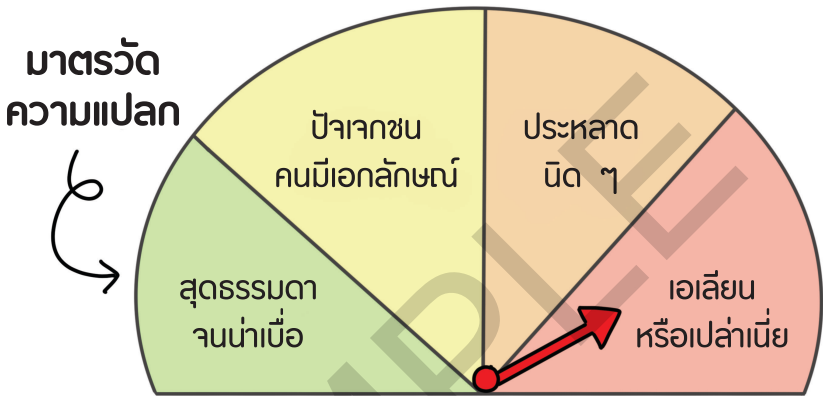 มาตรวัด
ความแปลก
ปัจเจกชน
คนมีเอกลักษณ์
ประหลาด
นิด ๆ
สุดธรรมดา
จนน่าเบื่อ
เอเลียน
หรือเปล่าเนี่ย
MPLE